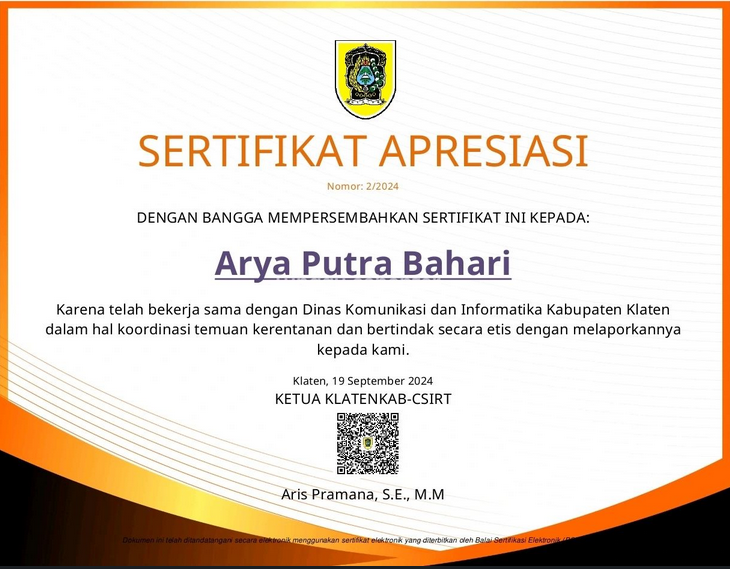 SERTIFIKAT APRESIASI
Nomor: 2/2024
DENGAN BANGGA MEMPERSEMBAHKAN SERTIFIKAT INI KEPADA:
Arya Putra Bahari
Karena telah bekerja sama dengan Dinas Komunikasi dan Informatika Kabupaten Klaten
dalam hal koordinasi temuan kerentanan dan bertindak secara etis dengan melaporkannya
kepada kami.
Klaten, 19 September 2024
KETUA KLATENKAB-CSIRT
Aris Pramana, S.E., M.M
Dokumen ini telah ditandatangani secara elektronik menggunakan sertifikat elektronik yang diterbitkan oleh Balai Sertifikasi Elektronik